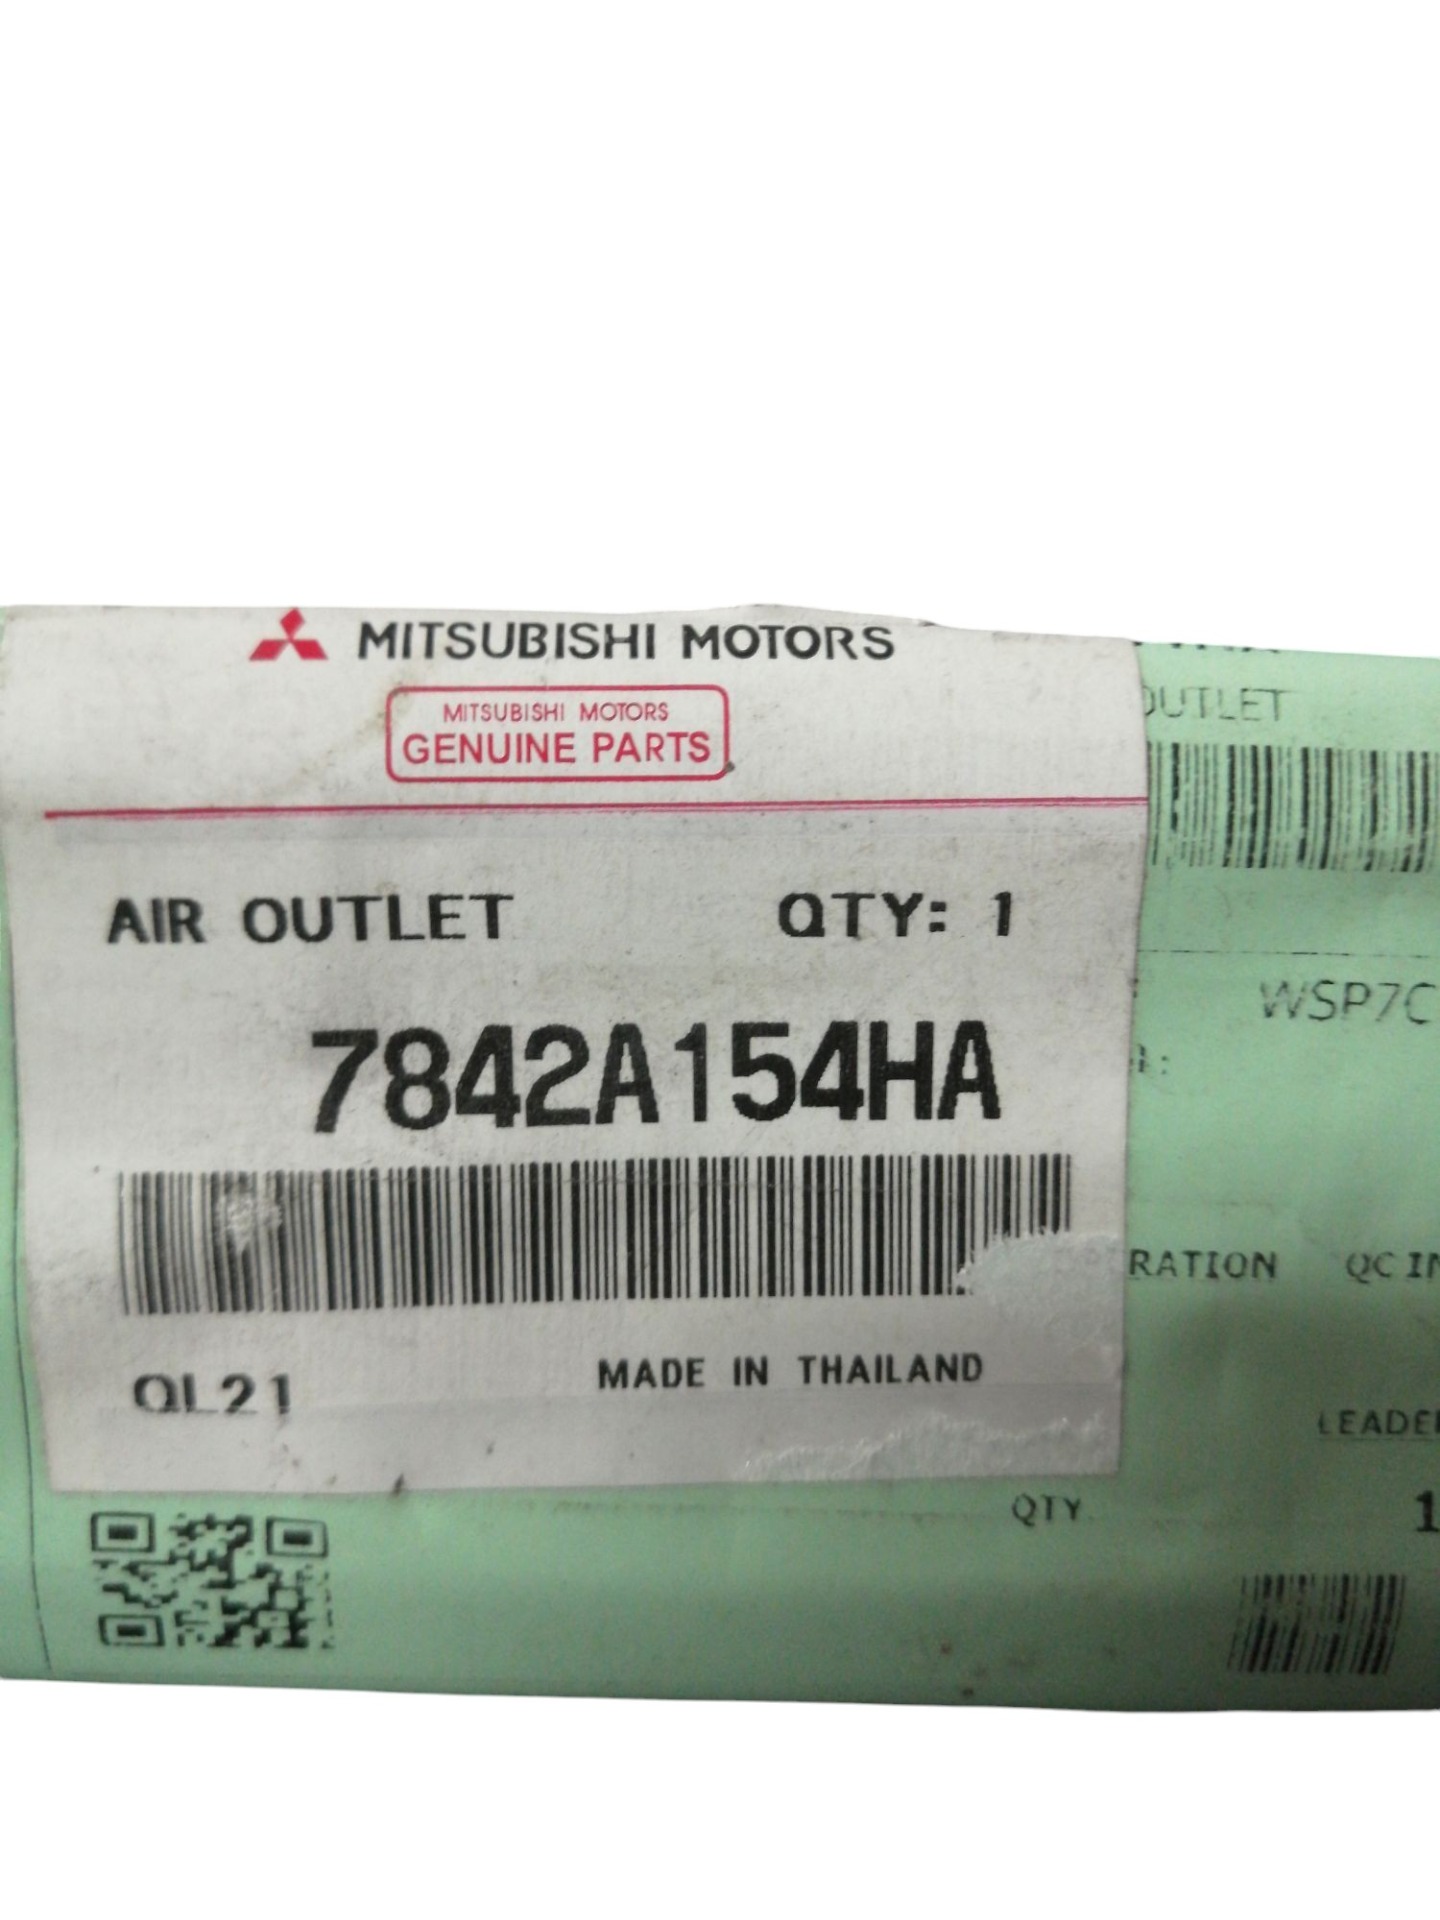 MITSUBISHI MOTORS
MITSUBISHI MOTORS
GENUINE PARTS
OUTLET
AIR OUTLET QTY: 1
WSP7C
7842A154HA
RATION QC IN
QL21 MADE IN THAILAND
LEADE
QTY 1